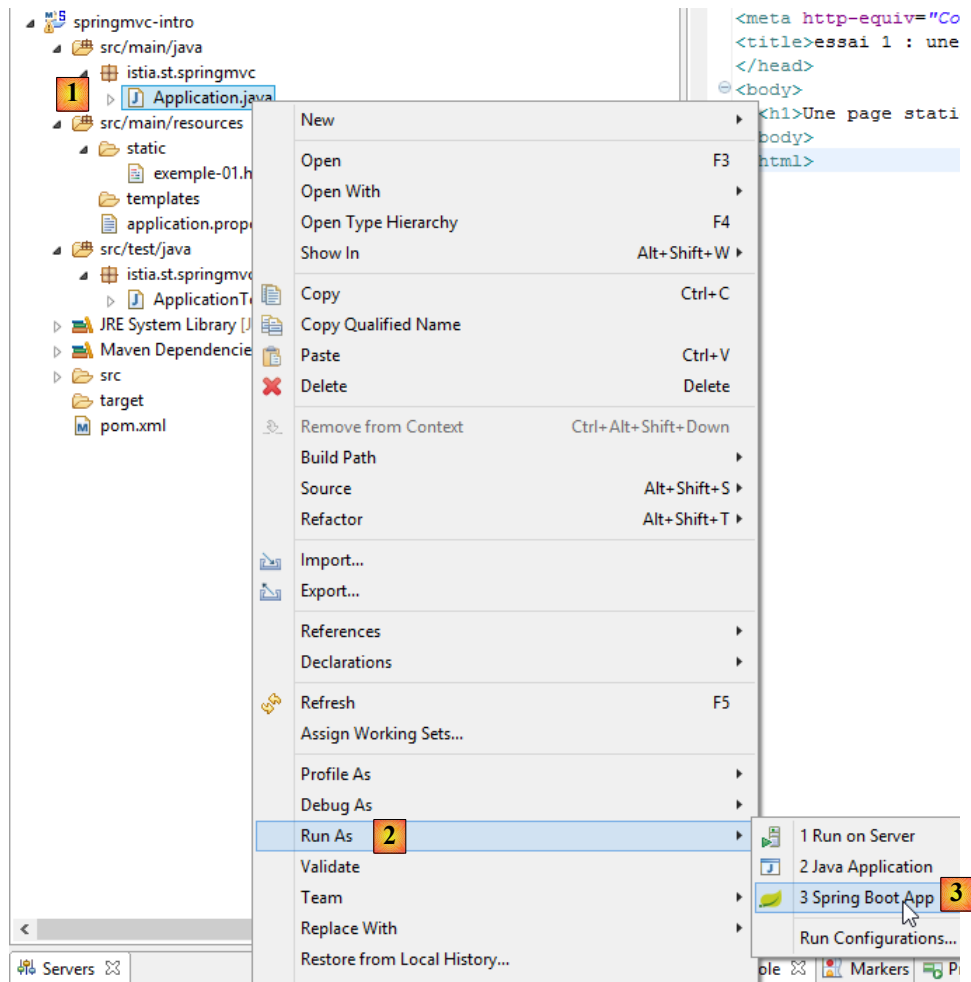 springmvc-intro
src/main/java
istia.st.springmvc
1
Application.java
src/main/resources
static
exemple-01.h
templates
application.prope
src/test/java
istia.st.springmvc
ApplicationTe
JRE System Library [J
Maven Dependencie
src
target
pom.xml
<meta http-equiv="Co
<title>essai 1 : une
</head>
<body>
<h1>Une page stati
body>
html>
New
Open F3
Open With
Open Type Hierarchy F4
Show In Alt+Shift+W
Copy Ctrl+C
Copy Qualified Name
Paste Ctrl+V
Delete Delete
Remove from Context Ctrl+Alt+Shift+Down
Build Path
Source Alt+Shift+S
Refactor Alt+Shift+T
Import...
Export...
References
Declarations
Refresh F5
Assign Working Sets...
Profile As
Debug As
Run As 2
Validate
Team
Replace With
Restore from Local History...
1 Run on Server
2 Java Application
3 Spring Boot App 3
Run Configurations...
Servers
ole Markers P